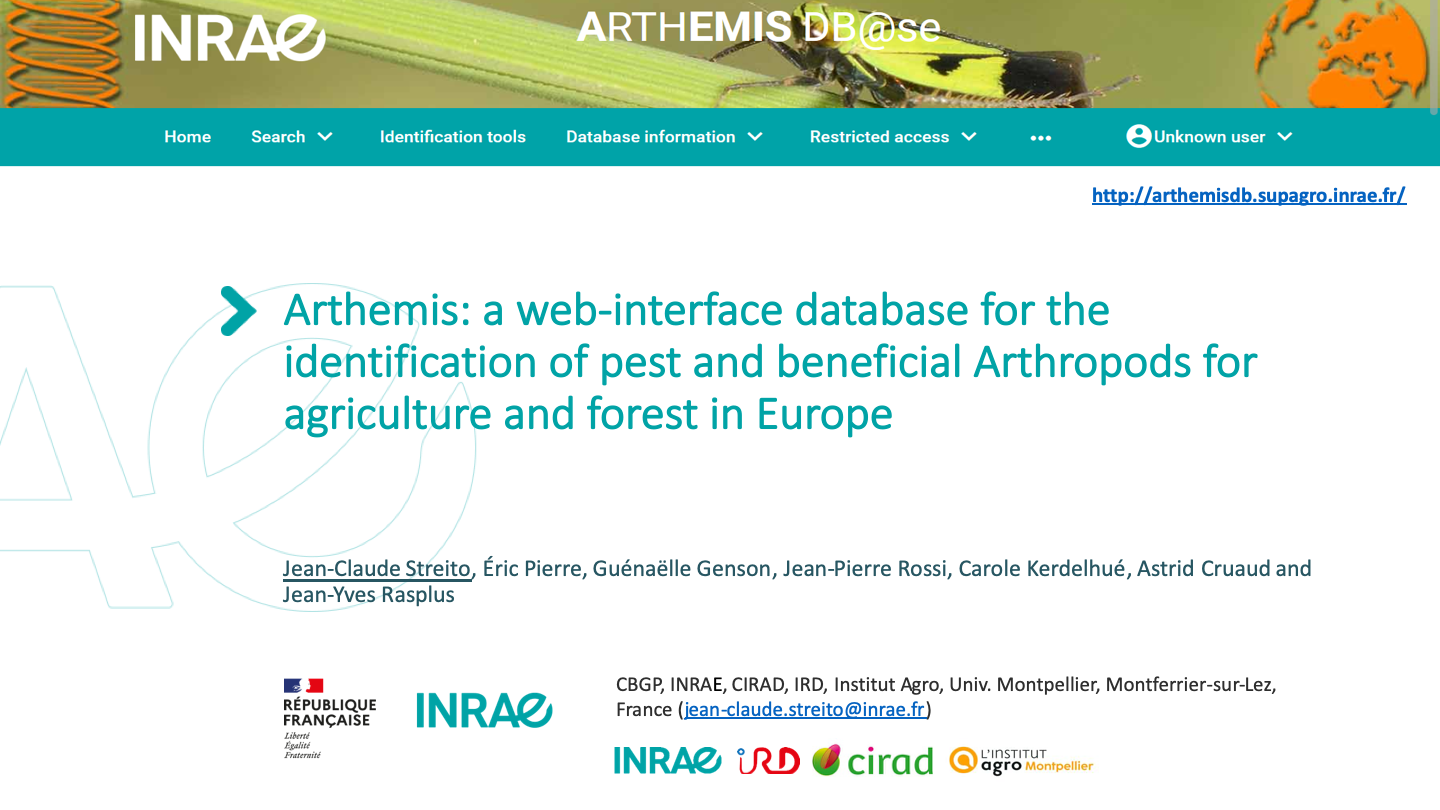 INRAE
ARTHEMIS DB@se
Home Search Identification tools Database information Restricted access ••• Unknown user
http://arthemisdb.supagro.inrae.fr/
Arthemis: a web-interface database for the
identification of pest and beneficial Arthropods for
agriculture and forest in Europe
Jean-Claude Streito, Éric Pierre, Guénaëlle Genson, Jean-Pierre Rossi, Carole Kerdelhué, Astrid Cruaud and
Jean-Yves Rasplus
RÉPUBLIQUE
FRANÇAISE
Liberté
Égalité
Fraternité
INRAE
CBGP, INRAE, CIRAD, IRD, Institut Agro, Univ. Montpellier, Montferrier-sur-Lez,
France (jean-claude.streito@inrae.fr)
INRAE IRD cirad L'INSTITUT
agro Montpellier